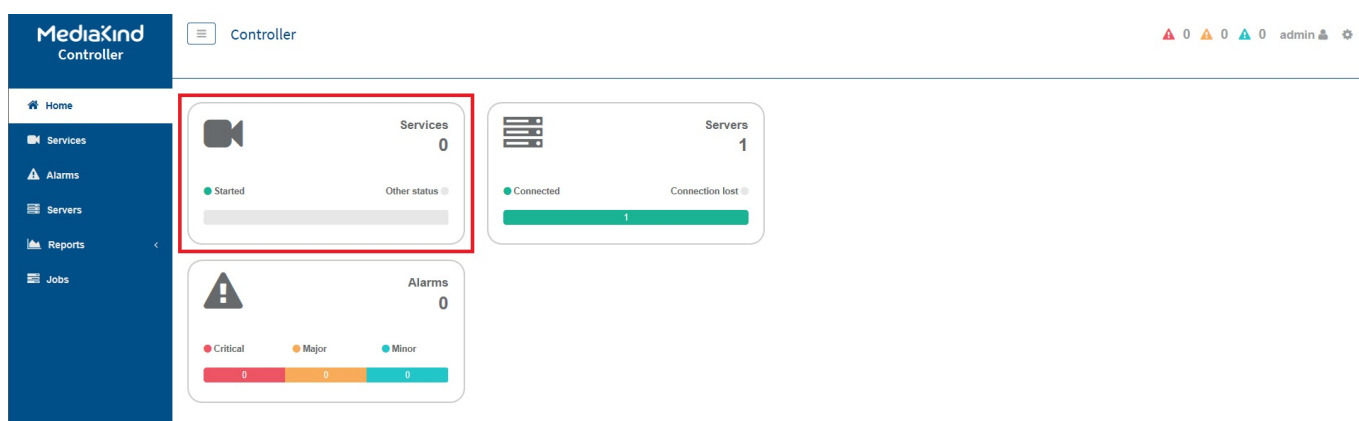 MediaKind
Controller
Controller
0 0 0 admin
Home
Services
Alarms
Servers
Reports
Jobs
Services
0
Started Other status
Servers
1
Connected Connection lost
1
Alarms
0
Critical Major Minor
0 0 0